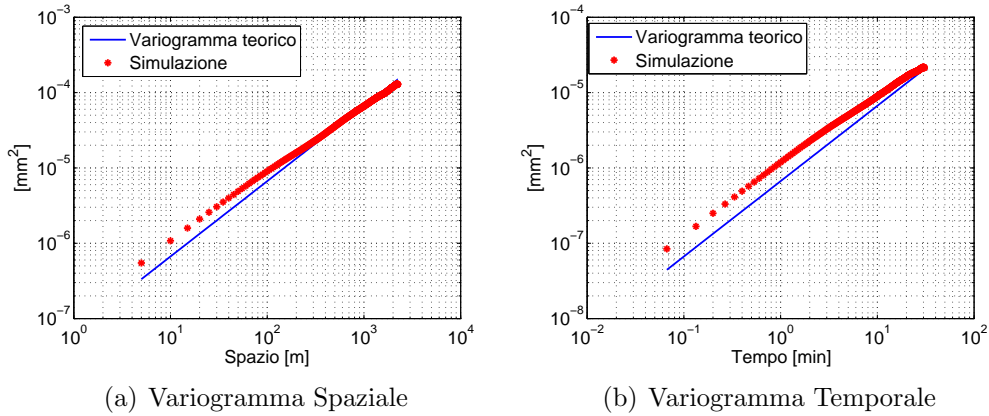 10^-3
10^-4
10^-5
10^-6
10^-7
[mm^2]
Variogramma teorico
Simulazione
10^0 10^1 10^2 10^3 10^4
Spazio [m]
(a) Variogramma Spaziale
10^-4
10^-5
10^-6
10^-7
10^-8
[mm^2]
Variogramma teorico
Simulazione
10^-2 10^-1 10^0 10^1 10^2
Tempo [min]
(b) Variogramma Temporale